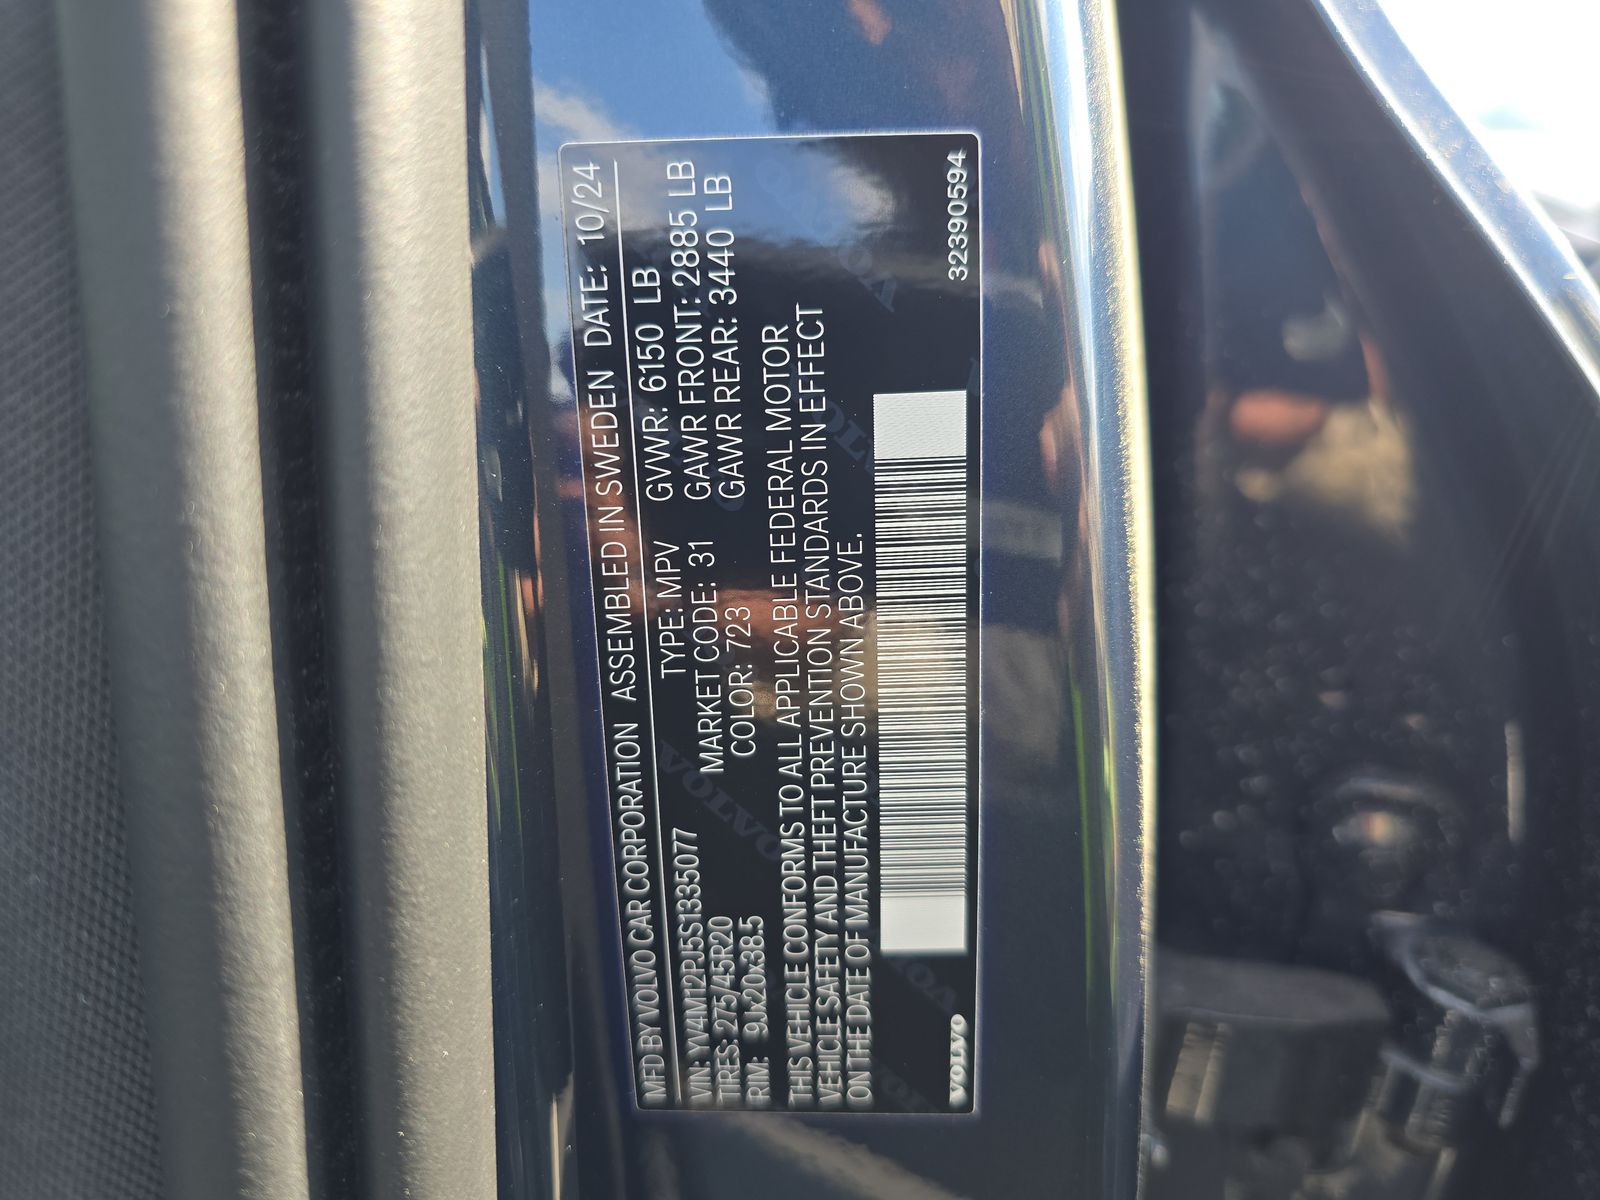 MFD BY VOLVO CAR CORPORATION ASSEMBLED IN SWEDEN DATE: 10/24
VIN: YV4M12PJ5S1335077 TYPE: MPV GVWR: 6150 LB
TIRES: 275/45R20 MARKET CODE: 31 GAWR FRONT: 2885 LB
RIM: 9Jx20x38.5 COLOR: 723 GAWR REAR: 3440 LB
THIS VEHICLE CONFORMS TO ALL APPLICABLE FEDERAL MOTOR
VEHICLE SAFETY AND THEFT PREVENTION STANDARDS IN EFFECT
ON THE DATE OF MANUFACTURE SHOWN ABOVE.
VOLVO 32390594